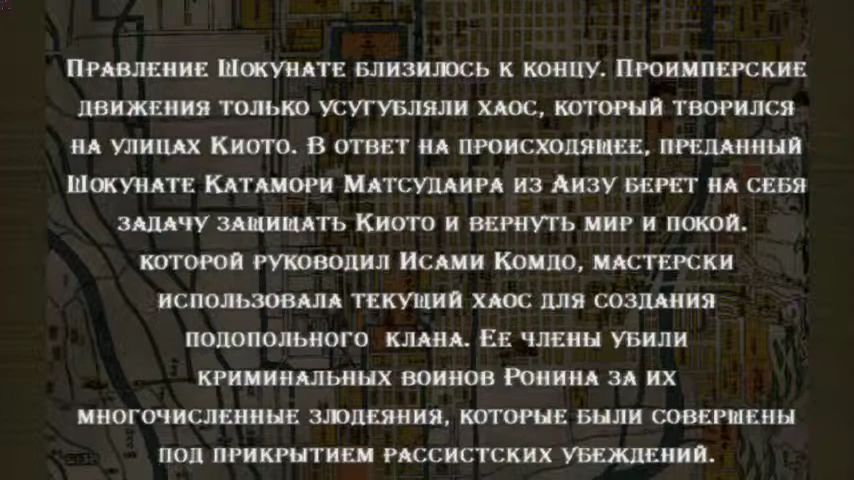 Правление Шокунате близилось к концу. Проимперские
движения только усугубляли хаос, который творился
на улицах Киото. В ответ на происходящее, преданный
Шокунате Катамори Матсудаира из Аизу берет на себя
задачу защищать Киото и вернуть мир и покой.
которой руководил Исами Комдо, мастерски
использовала текущий хаос для создания
подопольного клана. Ее члены убили
криминальных воинов Ронина за их
многочисленные злодеяния, которые были совершены
под прикрытием рассистских убеждений.